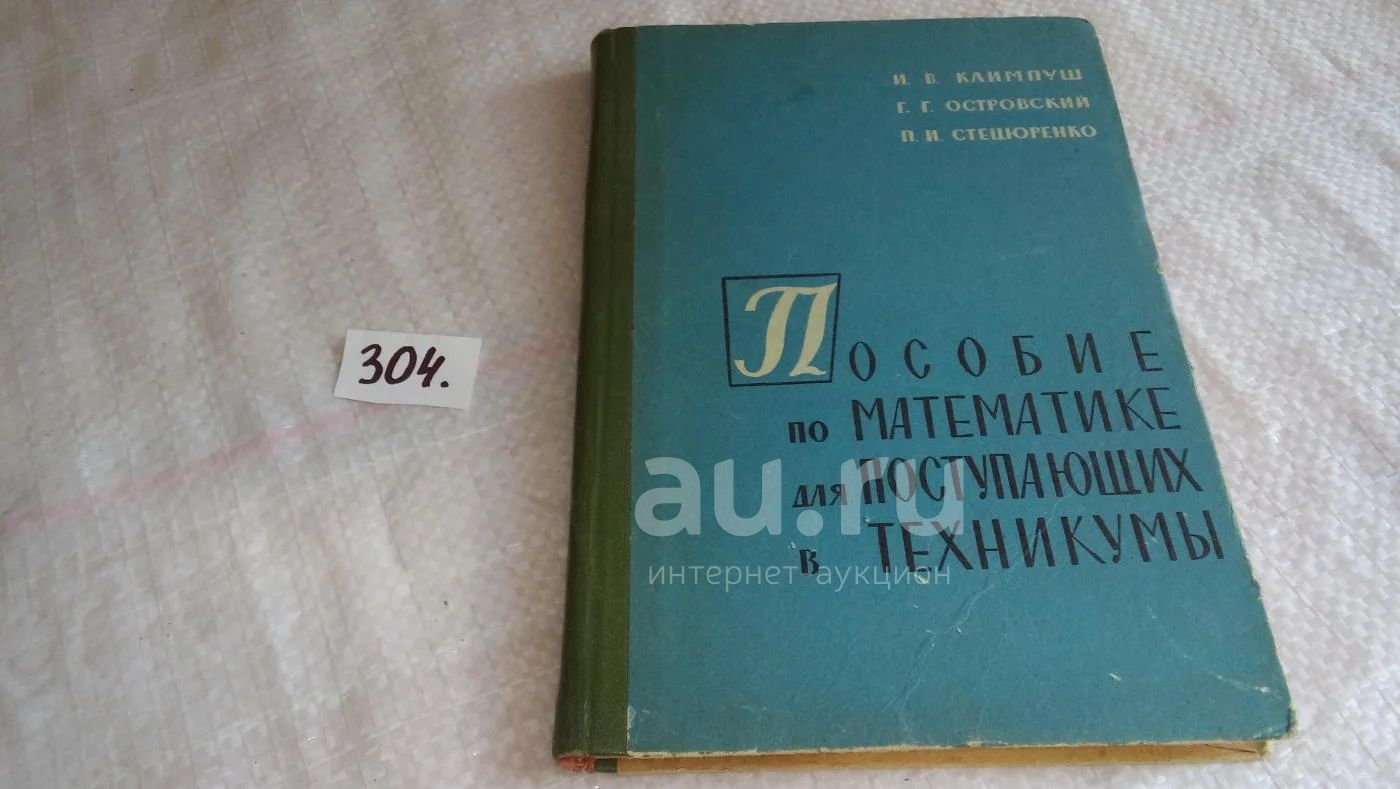 И. В. КЛИМПУШ
Г. Г. ОСТРОВСКИЙ
П. И. СТЕЦЮРЕНКО
304.
ПОСОБИЕ
по МАТЕМАТИКЕ
для ПОСТУПАЮЩИХ
в ТЕХНИКУМЫ
au.ru
интернет-аукцион